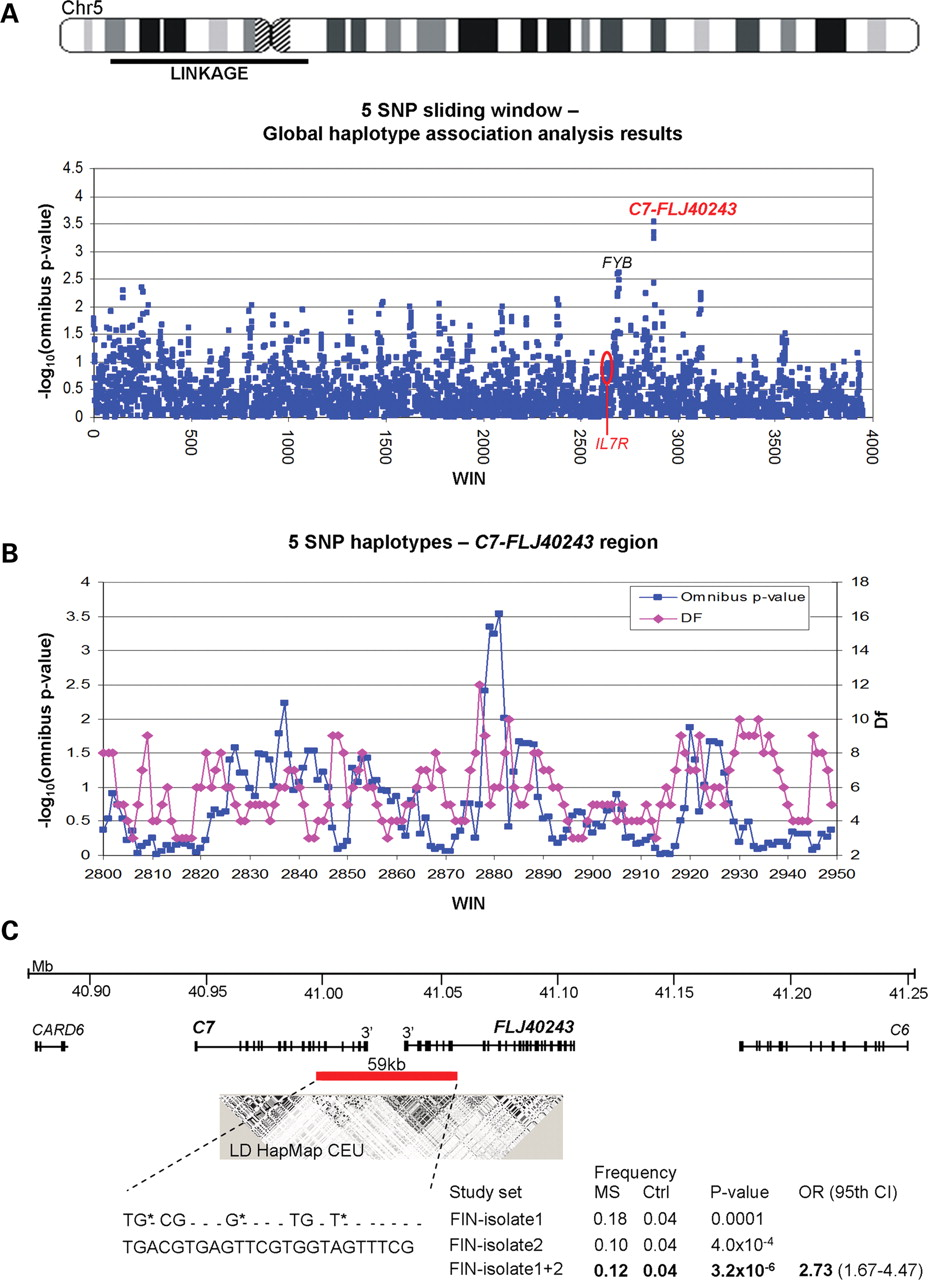 A
Chr5
LINKAGE
5 SNP sliding window –
Global haplotype association analysis results
-log10(omnibus p-value)
4.5
4
3.5
3
2.5
2
1.5
1
0.5
0
C7-FLJ40243
FYB
IL7R
0 500 1000 1500 2000 2500 3000 3500 4000
WIN
B
5 SNP haplotypes – C7-FLJ40243 region
-log10(omnibus p-value)
4
3.5
3
2.5
2
1.5
1
0.5
0
Omnibus p-value
DF
18
16
14
12
10
8
6
4
2
Df
2800 2810 2820 2830 2840 2850 2860 2870 2880 2890 2900 2910 2920 2930 2940 2950
WIN
C
Mb
40.90 40.95 41.00 41.05 41.10 41.15 41.20 41.25
CARD6 C7 3' 3' FLJ40243 C6
59kb
LD HapMap CEU
Frequency
Study set MS Ctrl P-value OR (95th CI)
TG*. CG . . . . G*. . . . . TG . T*. . . . . . . .
FIN-isolate1 0.18 0.04 0.0001
TGACGTGAGTTCGTGGTAGTTTCG
FIN-isolate2 0.10 0.04 4.0x10-4
FIN-isolate1+2 0.12 0.04 3.2x10-6 2.73 (1.67-4.47)